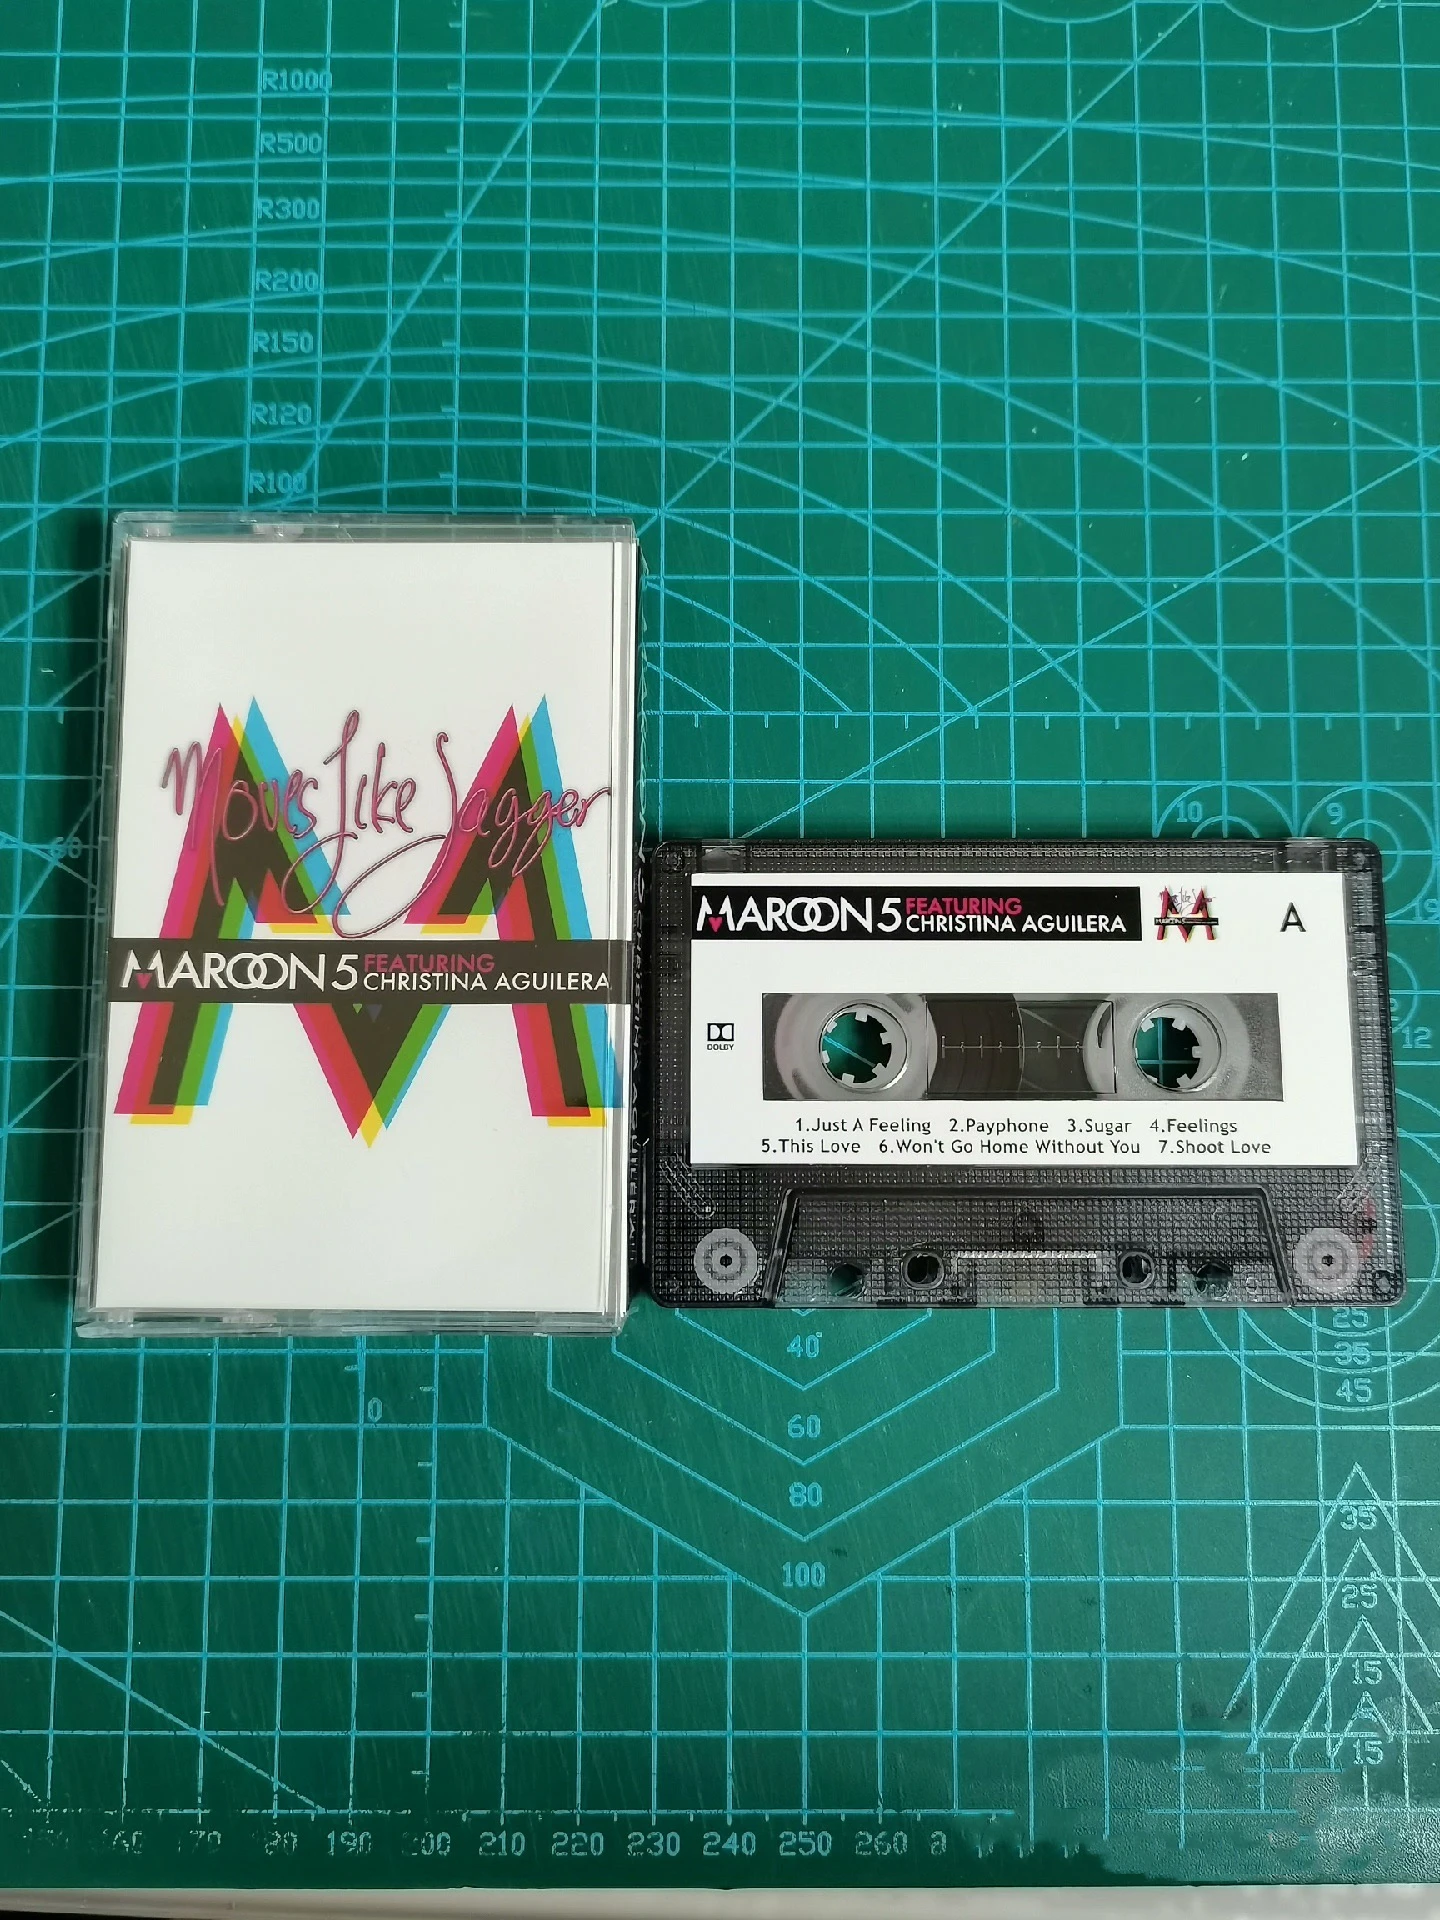 R1000
R500
R300
R200
R150
R120
R100
Moves Like Jagger
MAROON 5 FEATURING
CHRISTINA AGUILERA
MAROON 5 FEATURING
CHRISTINA AGUILERA
A
DOLBY
1.Just A Feeling 2.Payphone 3.Sugar 4.Feelings
5.This Love 6.Won't Go Home Without You 7.Shoot Love
10
9
12
60
0
40°
60
80
100
25
35
45
35
25
15
A
15
190 200 210 220 230 240 250 260